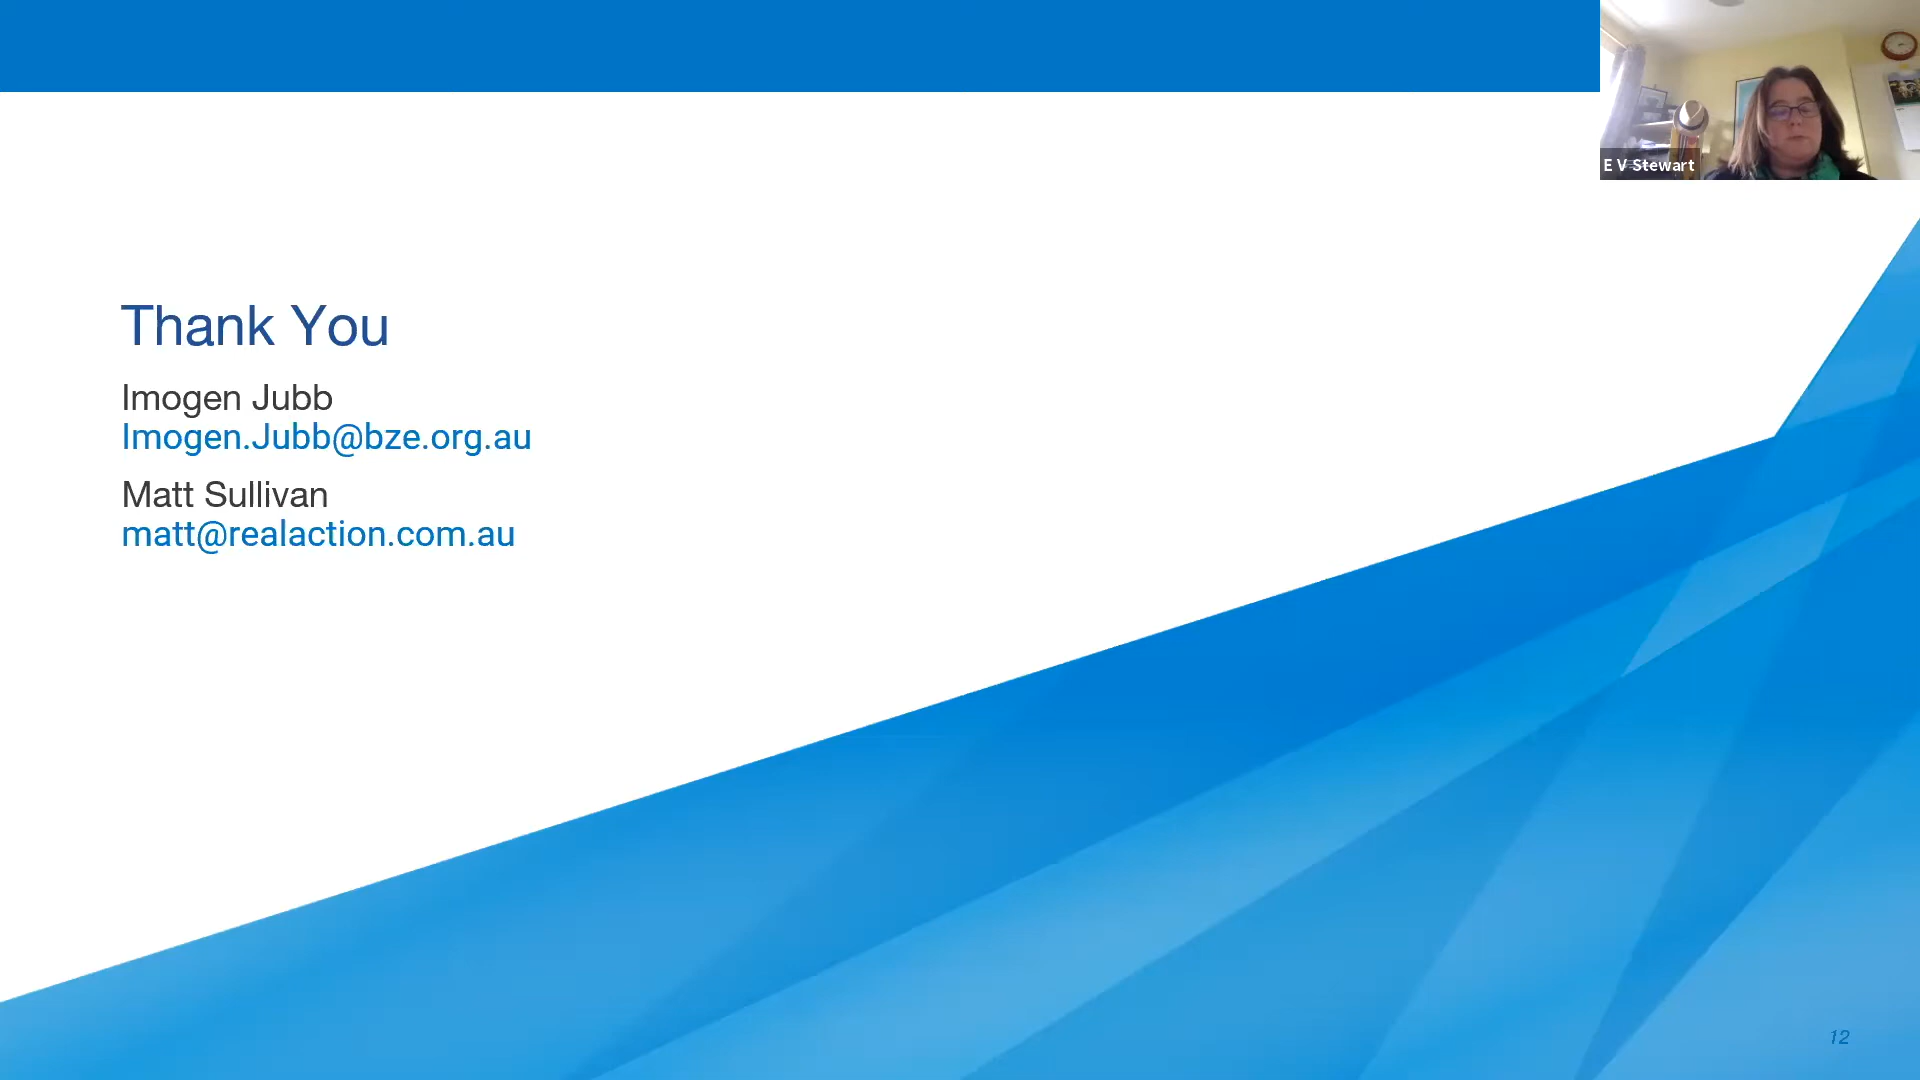 E V Stewart
Thank You
Imogen Jubb
Imogen.Jubb@bze.org.au
Matt Sullivan
matt@realaction.com.au
12